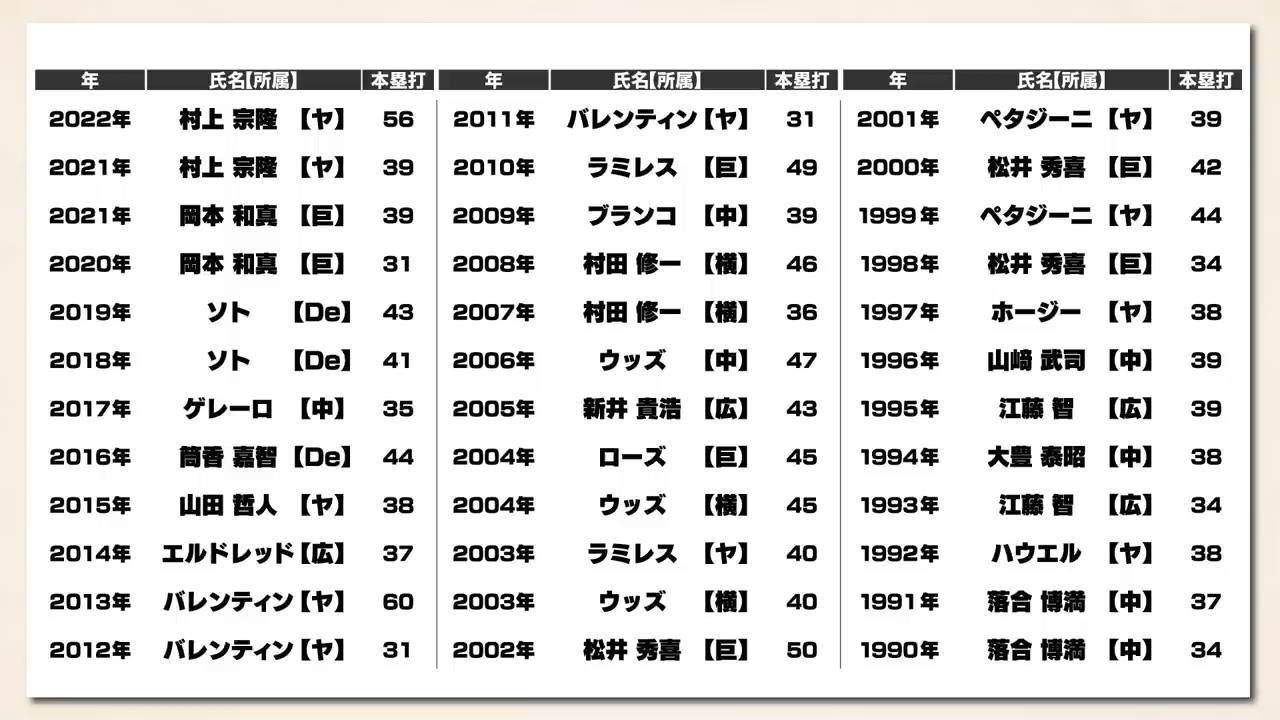 年 氏名【所属】 本塁打
2022年 村上 宗隆 【ヤ】 56
2021年 村上 宗隆 【ヤ】 39
2021年 岡本 和真 【巨】 39
2020年 岡本 和真 【巨】 31
2019年 ソト 【De】 43
2018年 ソト 【De】 41
2017年 ゲレーロ 【中】 35
2016年 筒香 嘉智 【De】 44
2015年 山田 哲人 【ヤ】 38
2014年 エルドレッド【広】 37
2013年 バレンティン【ヤ】 60
2012年 バレンティン【ヤ】 31
年 氏名【所属】 本塁打
2011年 バレンティン【ヤ】 31
2010年 ラミレス 【巨】 49
2009年 ブランコ 【中】 39
2008年 村田 修一 【横】 46
2007年 村田 修一 【横】 36
2006年 ウッズ 【中】 47
2005年 新井 貴浩 【広】 43
2004年 ローズ 【巨】 45
2004年 ウッズ 【横】 45
2003年 ラミレス 【ヤ】 40
2003年 ウッズ 【横】 40
2002年 松井 秀喜 【巨】 50
年 氏名【所属】 本塁打
2001年 ペタジーニ 【ヤ】 39
2000年 松井 秀喜 【巨】 42
1999年 ペタジーニ 【ヤ】 44
1998年 松井 秀喜 【巨】 34
1997年 ホージー 【ヤ】 38
1996年 山﨑 武司 【中】 39
1995年 江藤 智 【広】 39
1994年 大豊 泰昭 【中】 38
1993年 江藤 智 【広】 34
1992年 ハウエル 【ヤ】 38
1991年 落合 博満 【中】 37
1990年 落合 博満 【中】 34